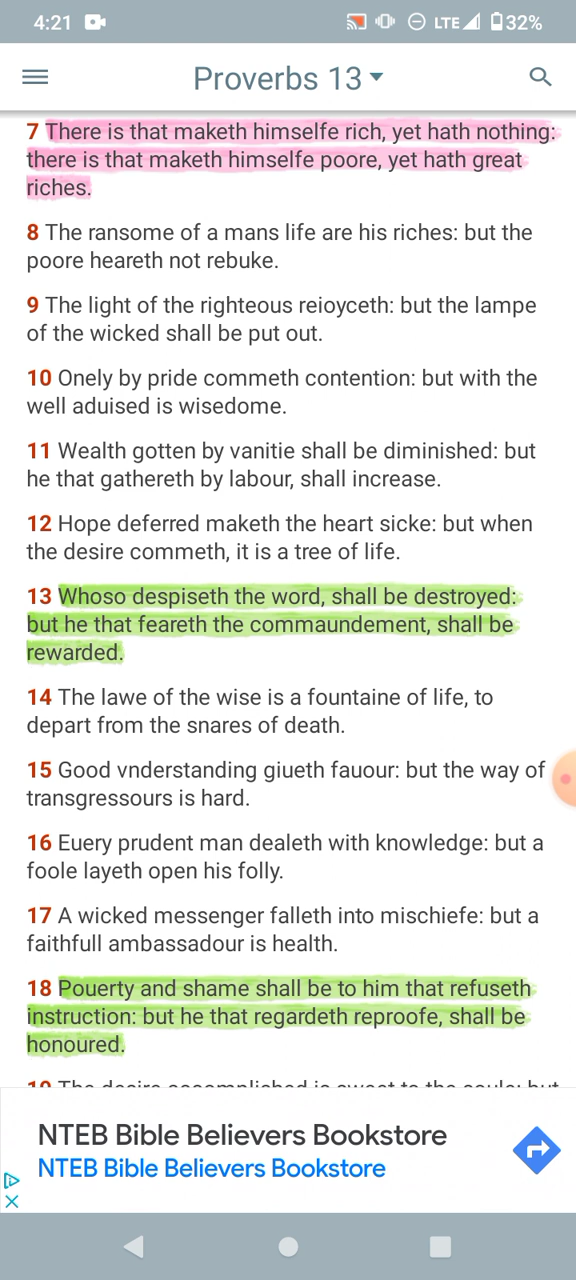 4:21 LTE 32%
Proverbs 13
7 There is that maketh himselfe rich, yet hath nothing:
there is that maketh himselfe poore, yet hath great
riches.
8 The ransome of a mans life are his riches: but the
poore heareth not rebuke.
9 The light of the righteous reioyceth: but the lampe
of the wicked shall be put out.
10 Onely by pride commeth contention: but with the
well aduised is wisedome.
11 Wealth gotten by vanitie shall be diminished: but
he that gathereth by labour, shall increase.
12 Hope deferred maketh the heart sicke: but when
the desire commeth, it is a tree of life.
13 Whoso despiseth the word, shall be destroyed:
but he that feareth the commaundement, shall be
rewarded.
14 The lawe of the wise is a fountaine of life, to
depart from the snares of death.
15 Good vnderstanding giueth fauour: but the way of
transgressours is hard.
16 Euery prudent man dealeth with knowledge: but a
foole layeth open his folly.
17 A wicked messenger falleth into mischiefe: but a
faithfull ambassadour is health.
18 Pouerty and shame shall be to him that refuseth
instruction: but he that regardeth reproofe, shall be
honoured.
19 The desire accomplished is sweet to the soule: but
NTEB Bible Believers Bookstore
NTEB Bible Believers Bookstore